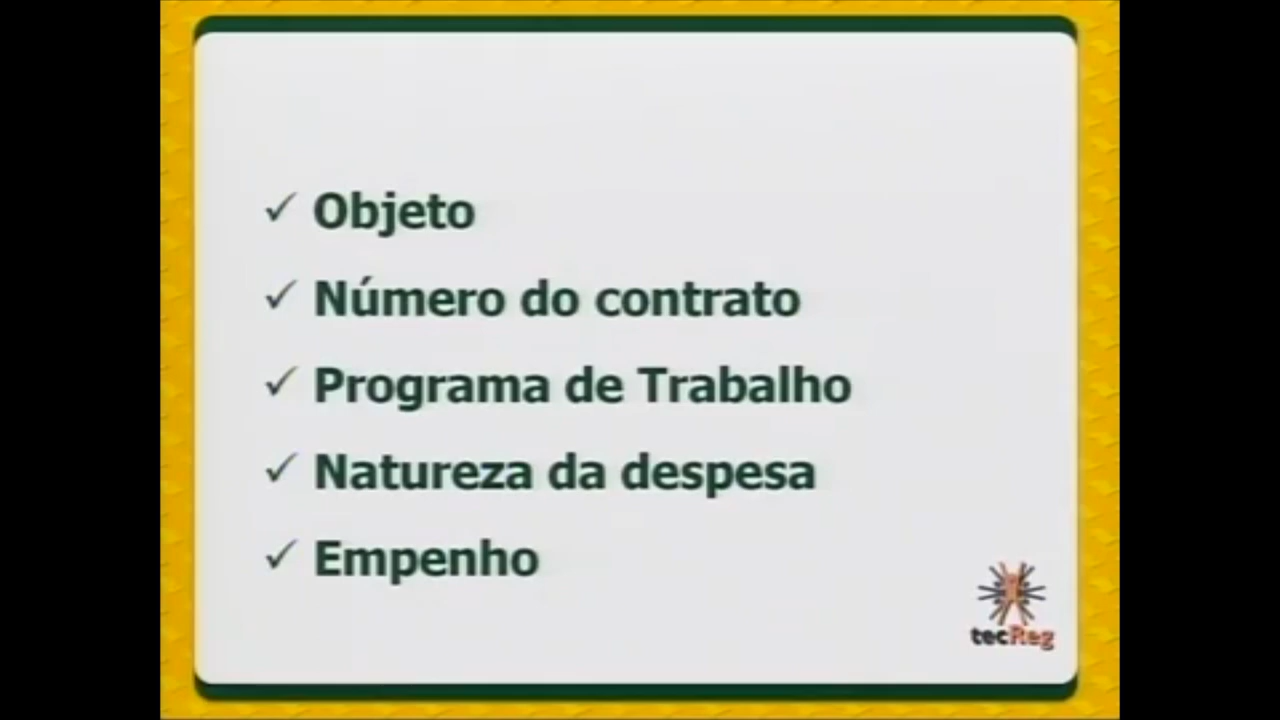 ✓ Objeto
✓ Número do contrato
✓ Programa de Trabalho
✓ Natureza da despesa
✓ Empenho
tecReg